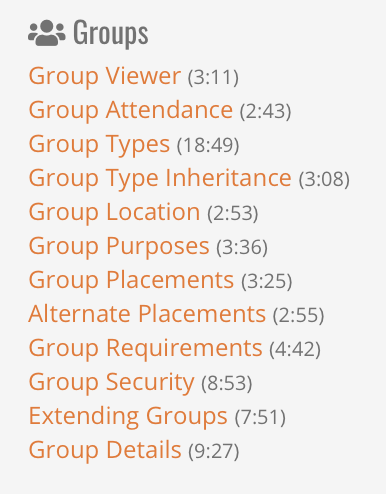 Groups
Group Viewer (3:11)
Group Attendance (2:43)
Group Types (18:49)
Group Type Inheritance (3:08)
Group Location (2:53)
Group Purposes (3:36)
Group Placements (3:25)
Alternate Placements (2:55)
Group Requirements (4:42)
Group Security (8:53)
Extending Groups (7:51)
Group Details (9:27)